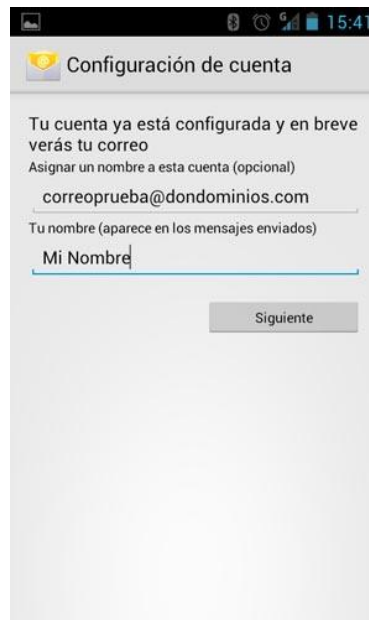 15:41
Configuración de cuenta
Tu cuenta ya está configurada y en breve
verás tu correo
Asignar un nombre a esta cuenta (opcional)
correoprueba@dondominios.com
Tu nombre (aparece en los mensajes enviados)
Mi Nombre
Siguiente